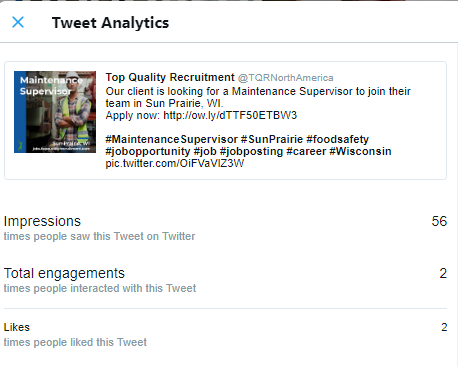 Tweet Analytics
Maintenance
Supervisor
Sun Prairie, WI
Top Quality Recruitment @TQRNorthAmerica
Our client is looking for a Maintenance Supervisor to join their
team in Sun Prairie, WI.
Apply now: http://ow.ly/dTTF50ETBW3
#MaintenanceSupervisor #SunPrairie #foodsafety
#jobopportunity #job #jobposting #career #Wisconsin
pic.twitter.com/OiFVaVlZ3W
Impressions 56
times people saw this Tweet on Twitter
Total engagements 2
times people interacted with this Tweet
Likes 2
times people liked this Tweet